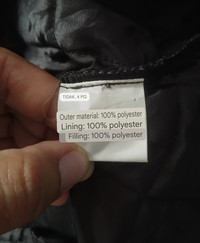 Outer material: 100% polyester
Lining: 100% polyester
Filling: 100% polyester